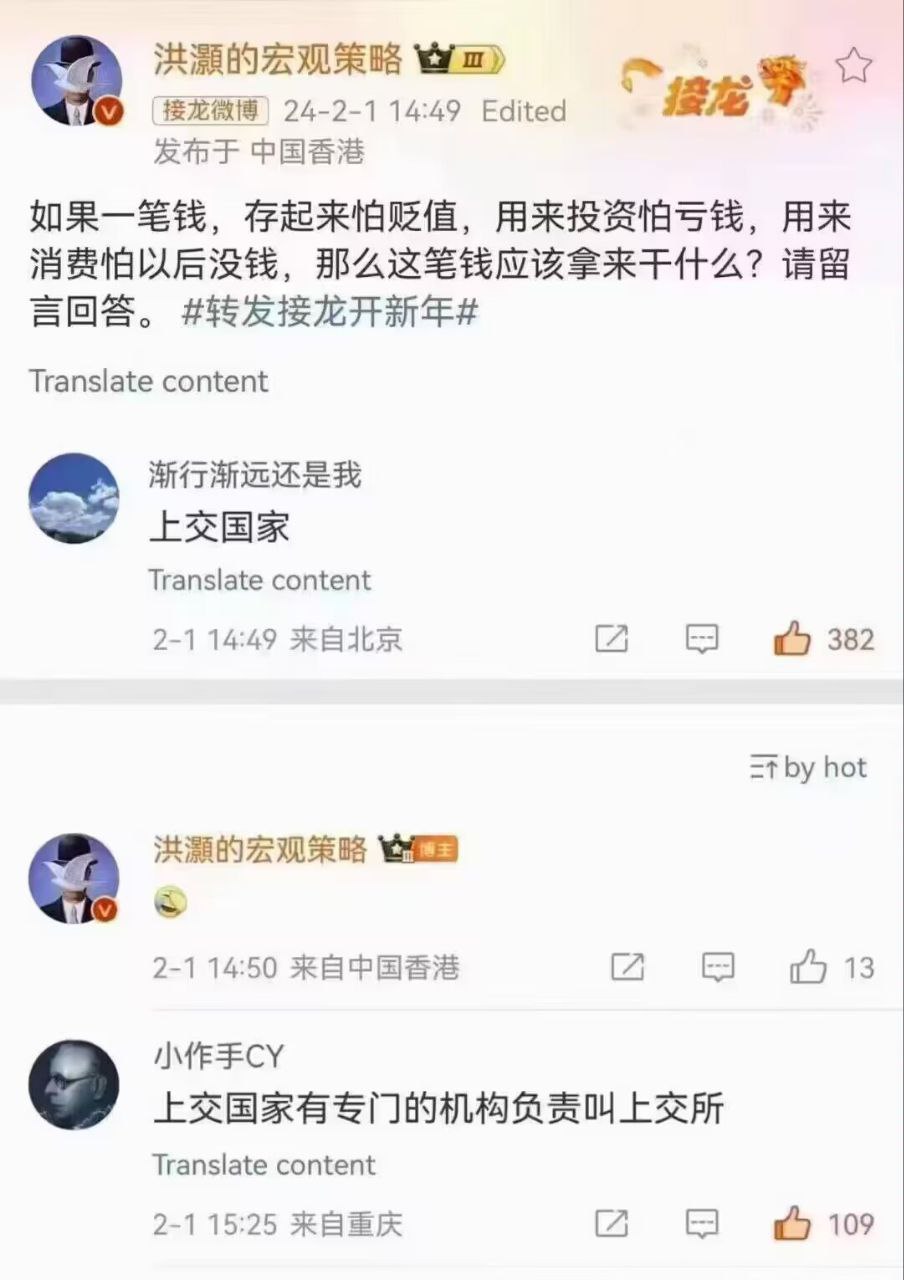 洪灝的宏观策略 III
接龙微博 24-2-1 14:49 Edited
接龙
发布于 中国香港
如果一笔钱，存起来怕贬值，用来投资怕亏钱，用来
消费怕以后没钱，那么这笔钱应该拿来干什么？请留
言回答。 #转发接龙开新年#
Translate content
渐行渐远还是我
上交国家
Translate content
2-1 14:49 来自北京 382
by hot
洪灝的宏观策略 III 博主
2-1 14:50 来自中国香港 13
小作手CY
上交国家有专门的机构负责叫上交所
Translate content
2-1 15:25 来自重庆 109